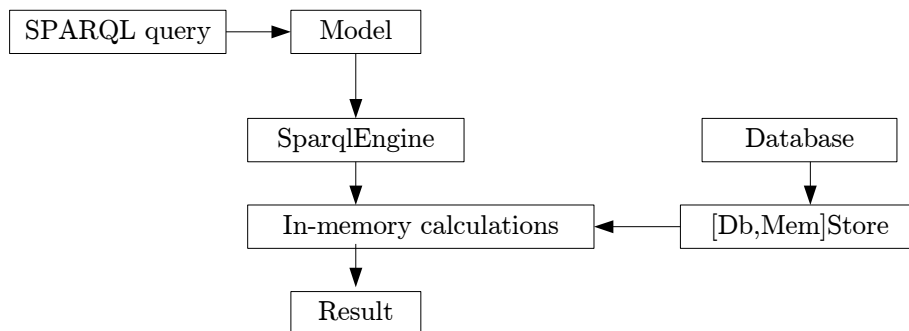 SPARQL query
Model
SparqlEngine
Database
In-memory calculations
[Db,Mem]Store
Result